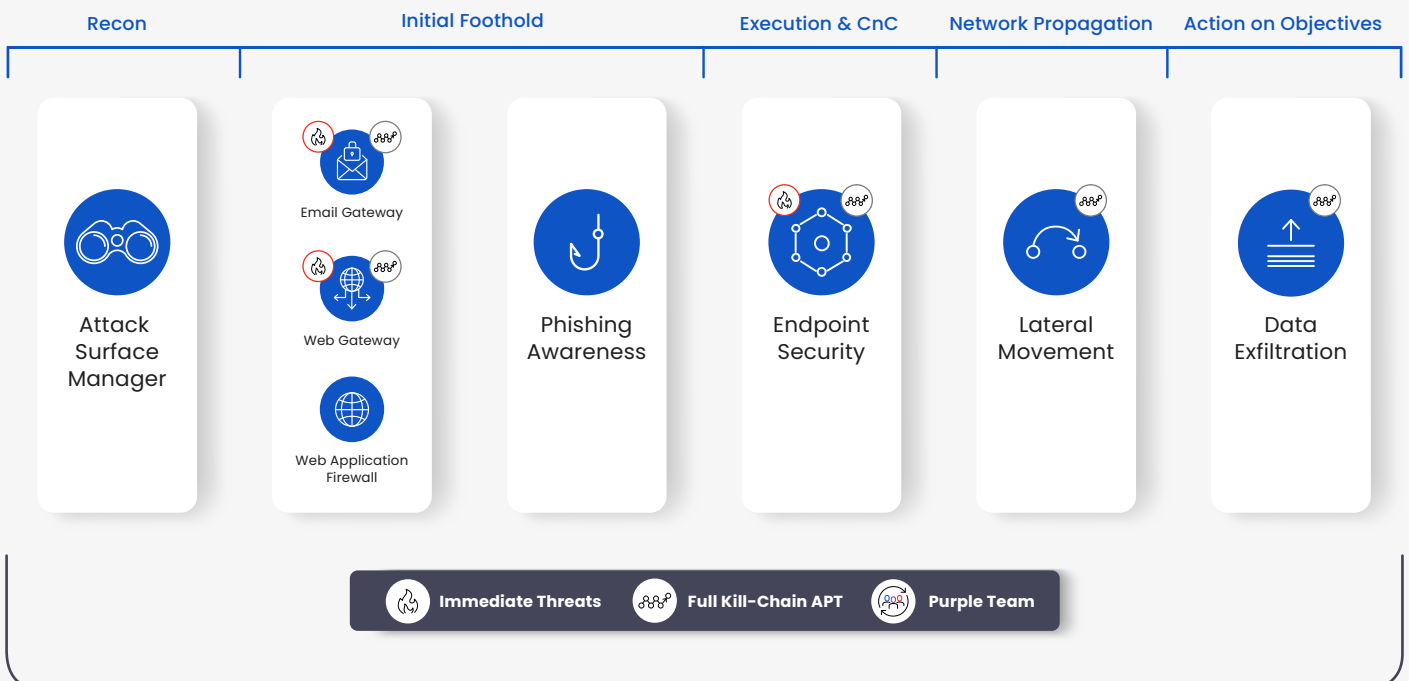 Recon
Initial Foothold
Execution & CnC
Network Propagation
Action on Objectives
Attack
Surface
Manager
Email Gateway
Web Gateway
Web Application
Firewall
Phishing
Awareness
Endpoint
Security
Lateral
Movement
Data
Exfiltration
Immediate Threats
Full Kill-Chain APT
Purple Team